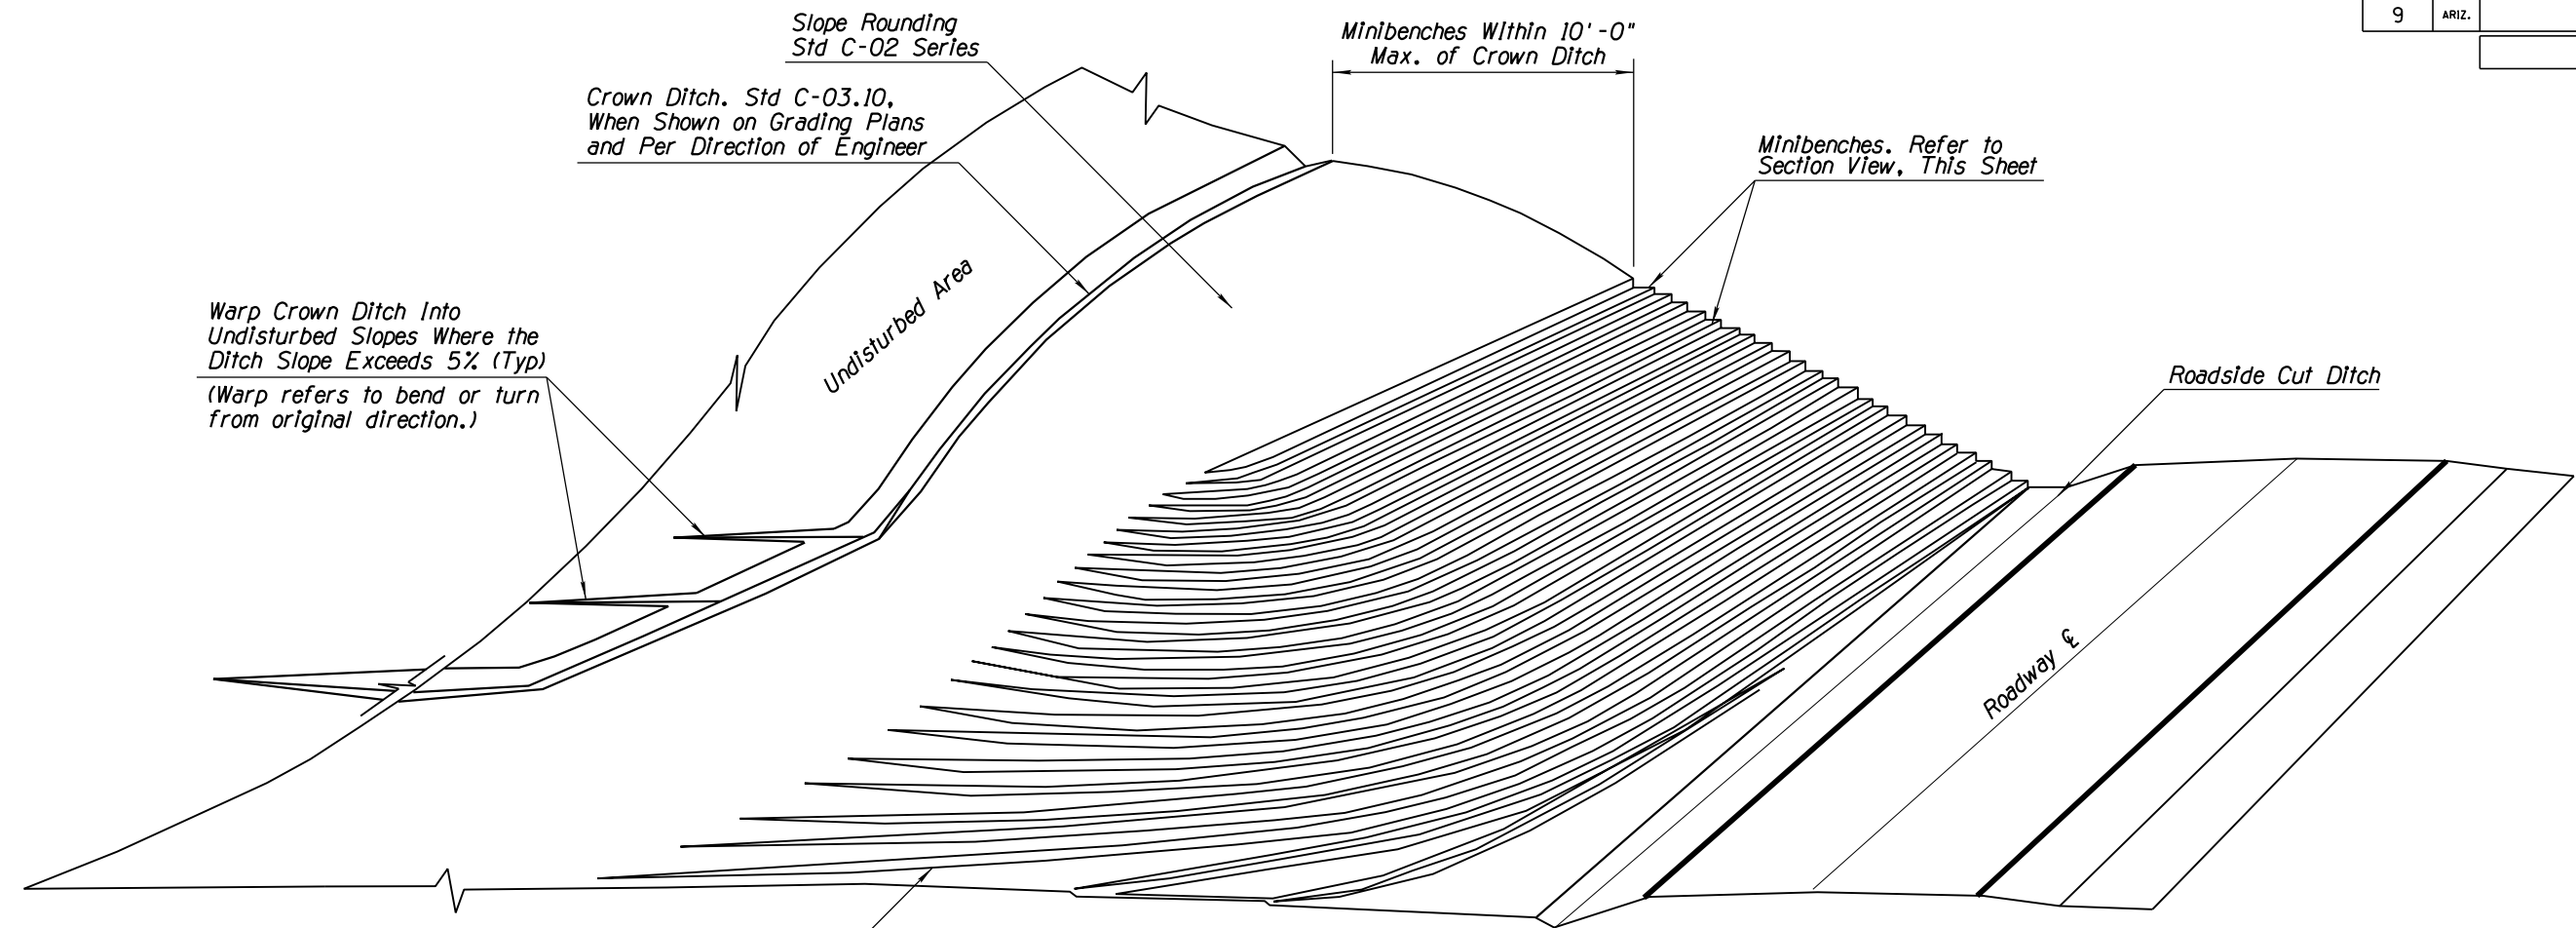 9 ARIZ.
Slope Rounding
Std C-02 Series
Minibenches Within 10'-0"
Max. of Crown Ditch
Crown Ditch. Std C-03.10,
When Shown on Grading Plans
and Per Direction of Engineer
Minibenches. Refer to
Section View, This Sheet
Undisturbed Area
Warp Crown Ditch Into
Undisturbed Slopes Where the
Ditch Slope Exceeds 5% (Typ)
(Warp refers to bend or turn
from original direction.)
Roadside Cut Ditch
Roadway ℄